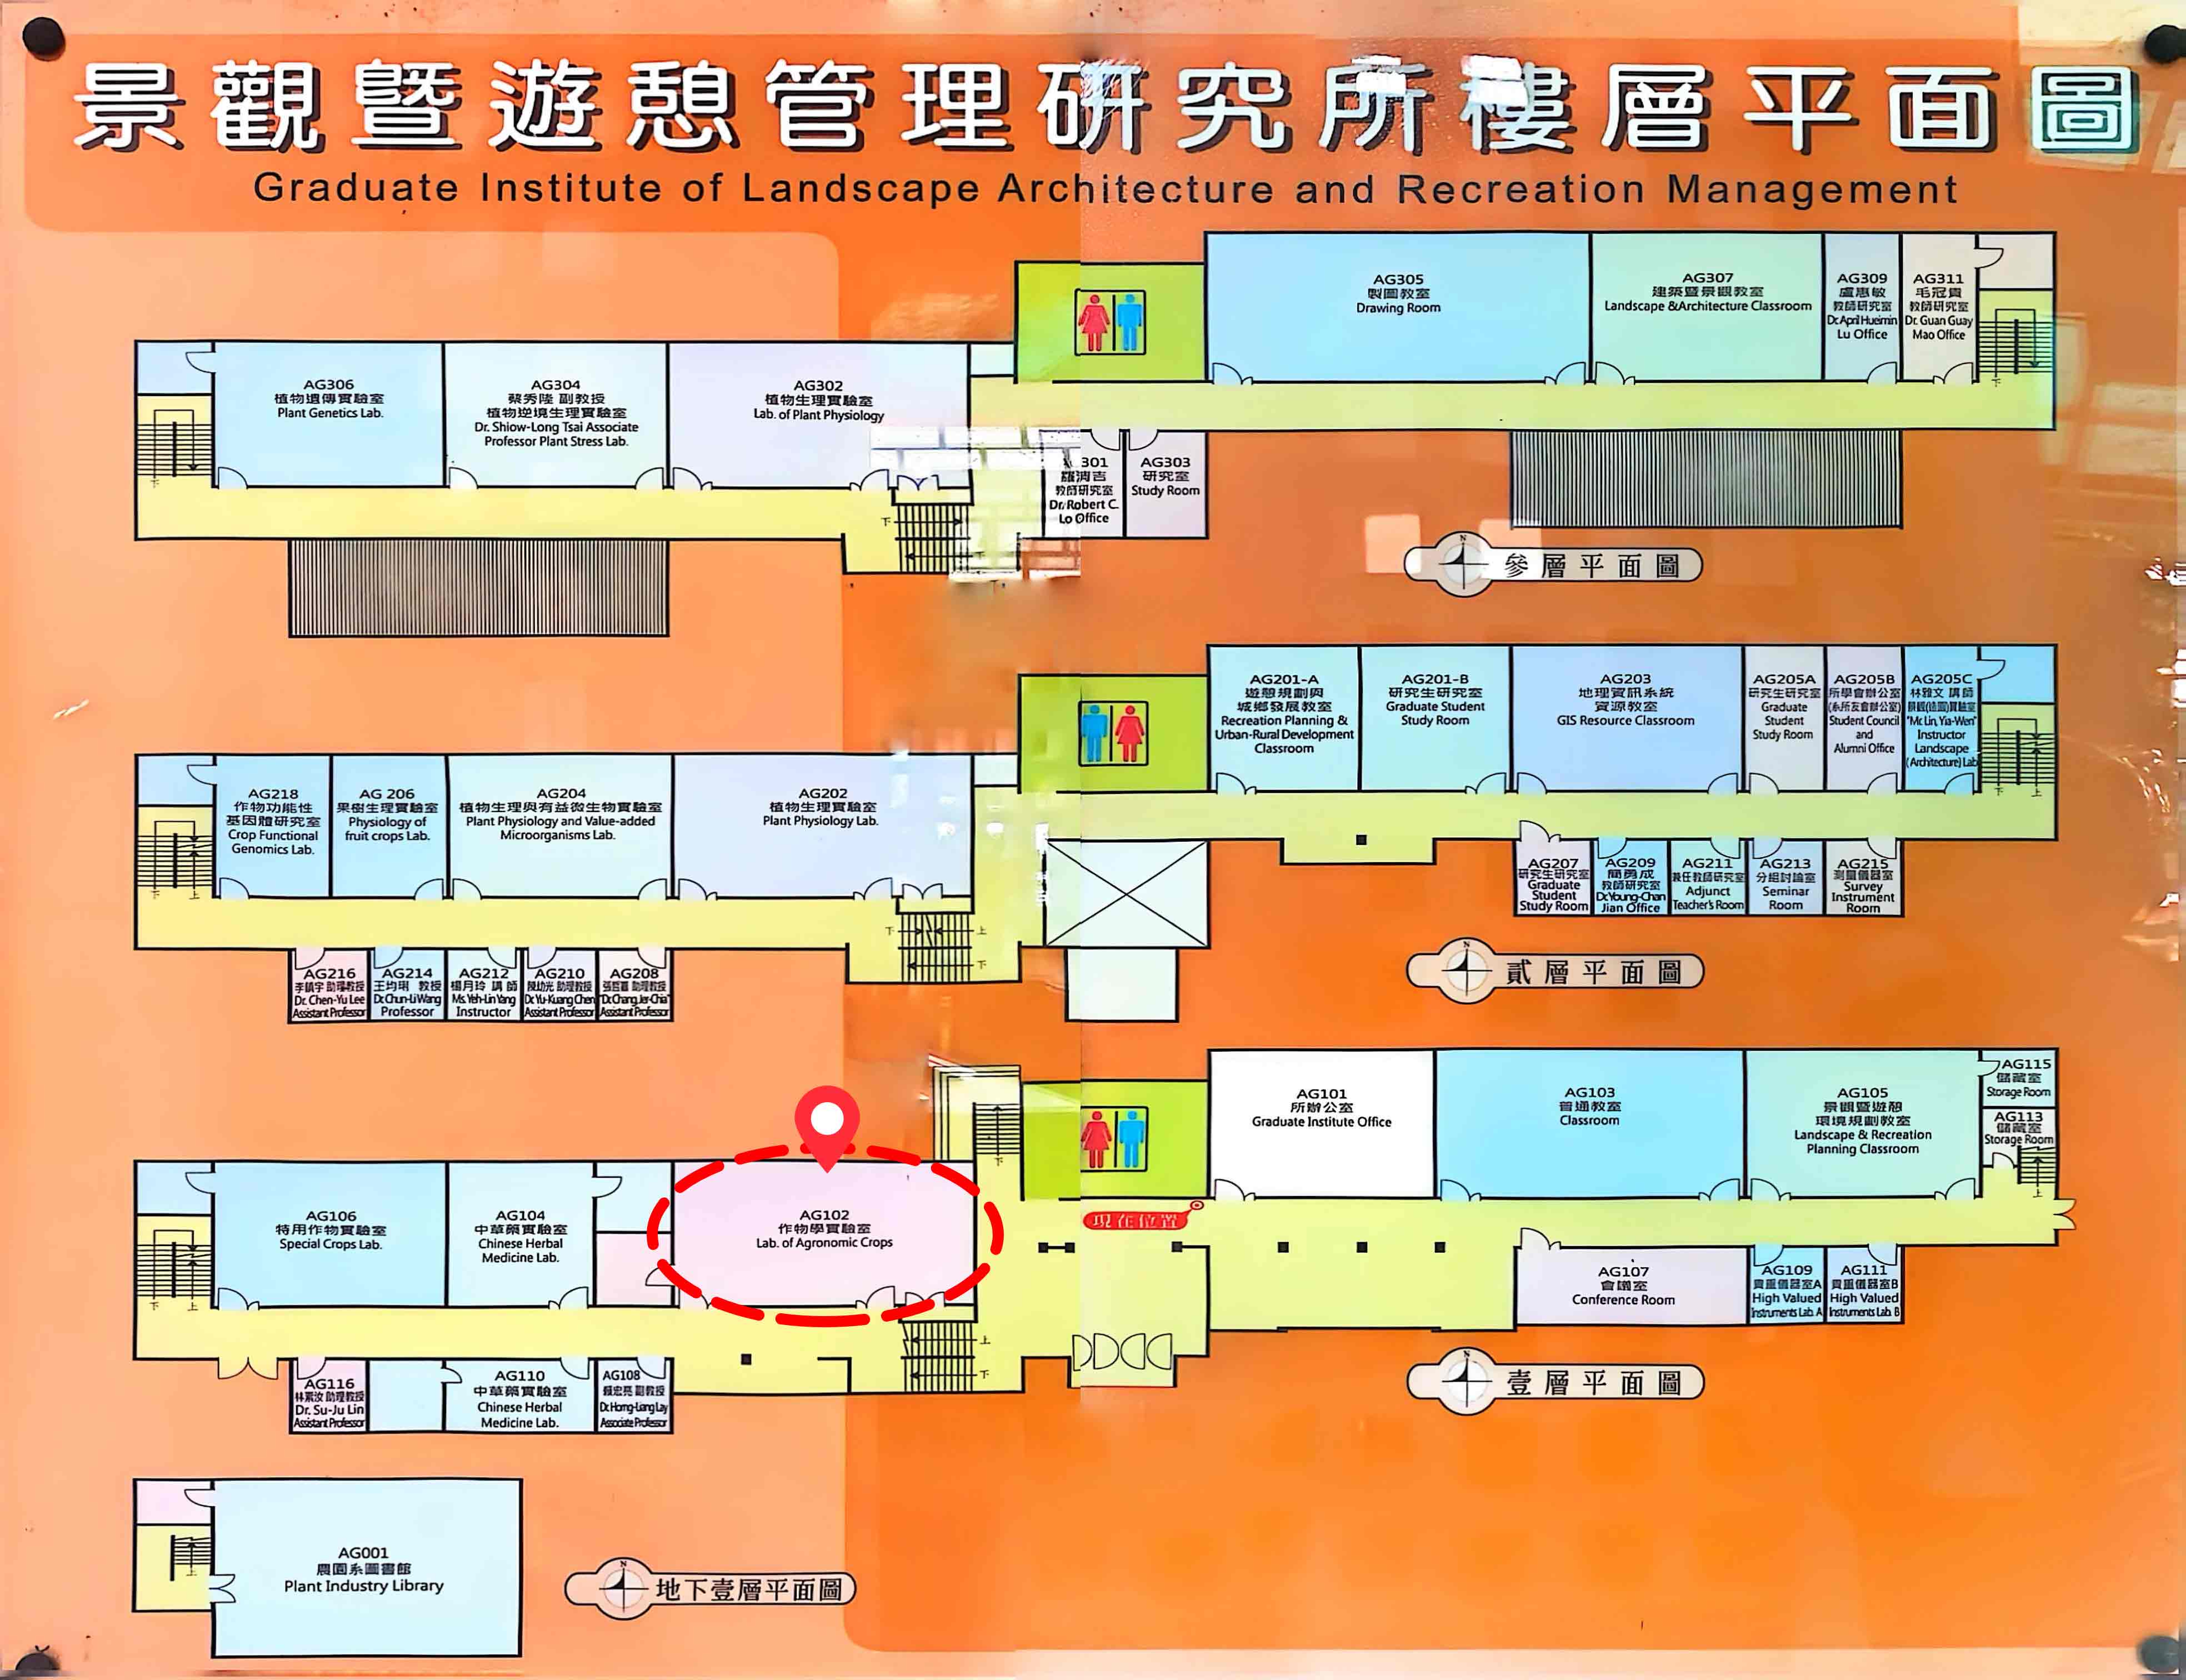 景觀暨遊憩管理研究所樓層平面圖
Graduate Institute of Landscape Architecture and Recreation Management
AG305
製圖教室
Drawing Room
AG307
建築暨景觀教室
Landscape &Architecture Classroom
AG309
盧惠敏
教師研究室
Dr. April Hueimin
Lu Office
AG311
毛冠貴
教師研究室
Dr. Guan Guay
Mao Office
下
AG306
植物遺傳實驗室
Plant Genetics Lab.
AG304
蔡秀隆 副教授
植物逆境生理實驗室
Dr. Shiow-Long Tsai Associate
Professor Plant Stress Lab.
AG302
植物生理實驗室
Lab. of Plant Physiology
下
下
301
教師研究室
Dr. Robert C.
Lo Office
AG303
研究室
Study Room
N
參層平面圖
AG201-A
遊憩規劃與
城鄉發展教室
Recreation Planning &
Urban-Rural Development
Classroom
AG201-B
研究生研究室
Graduate Student
Study Room
AG203
地理資訊系統
資源教室
GIS Resource Classroom
AG205A
研究生研究室
Graduate
Student
Study Room
AG205B
所學會辦公室
(系所友會辦公室)
Student Council
and
Alumni Office
AG205C
林雅文 講師
景觀(造園)實驗室
"Mr. Lin, Yia-Wen"
Instructor
Landscape
(Architecture) Lab
下 上
AG218
作物功能性
基因體研究室
Crop Functional
Genomics Lab.
AG 206
果樹生理實驗室
Physiology of
fruit crops Lab.
AG204
植物生理與有益微生物實驗室
Plant Physiology and Value-added
Microorganisms Lab.
AG202
植物生理實驗室
Plant Physiology Lab.
下 上
下 上
下
AG207
研究生研究室
Graduate
Student
Study Room
AG209
簡勇成
教師研究室
Dr. Young-Chan
Jian Office
AG211
兼任教師研究室
Adjunct
Teacher's Room
AG213
分組討論室
Seminar
Room
AG215
測量儀器室
Survey
Instrument
Room
AG216
李鎮宇 助理教授
Dr. Chen-Yu Lee
Assistant Professor
AG214
王均琍 教授
Dr. Chun-Li Wang
Professor
AG212
楊月玲 講師
Ms. Yeh-Lin Yang
Instructor
AG210
陳幼光 助理教授
Dr. Yu-Kuang Chen
Assistant Professor
AG208
助理教授
"Dr. Chang, Jer-Chia"
Assistant Professor
N
貳層平面圖
AG101
所辦公室
Graduate Institute Office
AG103
普通教室
Classroom
AG105
景觀暨遊憩
環境規劃教室
Landscape & Recreation
Planning Classroom
AG115
儲藏室
Storage Room
AG113
儲藏室
Storage Room
上
下
AG106
特用作物實驗室
Special Crops Lab.
AG104
中草藥實驗室
Chinese Herbal
Medicine Lab.
AG102
作物學實驗室
Lab. of Agronomic Crops
現在位置
下 上
上
下
AG107
會議室
Conference Room
AG109
貴重儀器室A
High Valued
Instruments Lab. A
AG111
貴重儀器室B
High Valued
Instruments Lab. B
AG116
林素汝 助理教授
Dr. Su-Ju Lin
Assistant Professor
AG110
中草藥實驗室
Chinese Herbal
Medicine Lab.
AG108
賴宏亮 副教授
Dr. Horng-Liang Lay
Associate Professor
N
壹層平面圖
AG001
農園系圖書館
Plant Industry Library
上
N
地下壹層平面圖